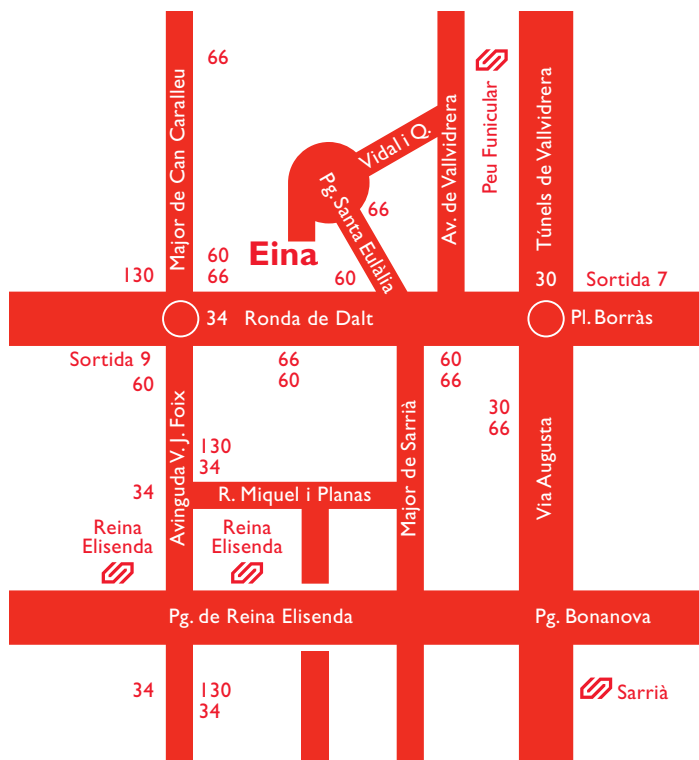 66
Major de Can Caralleu
Vidal i Q.
Pg. Santa Eulàlia
66
Av. de Vallvidrera
Peu Funicular
Túnels de Vallvidrera
Eina
130
60
66
60
30
Sortida 7
34
Ronda de Dalt
Pl. Borràs
Sortida 9
60
66
60
60
66
30
66
Avinguda V. J. Foix
130
34
34
R. Miquel i Planas
Major de Sarrià
Via Augusta
Reina
Elisenda
Reina
Elisenda
Pg. de Reina Elisenda
Pg. Bonanova
34
130
34
Sarrià